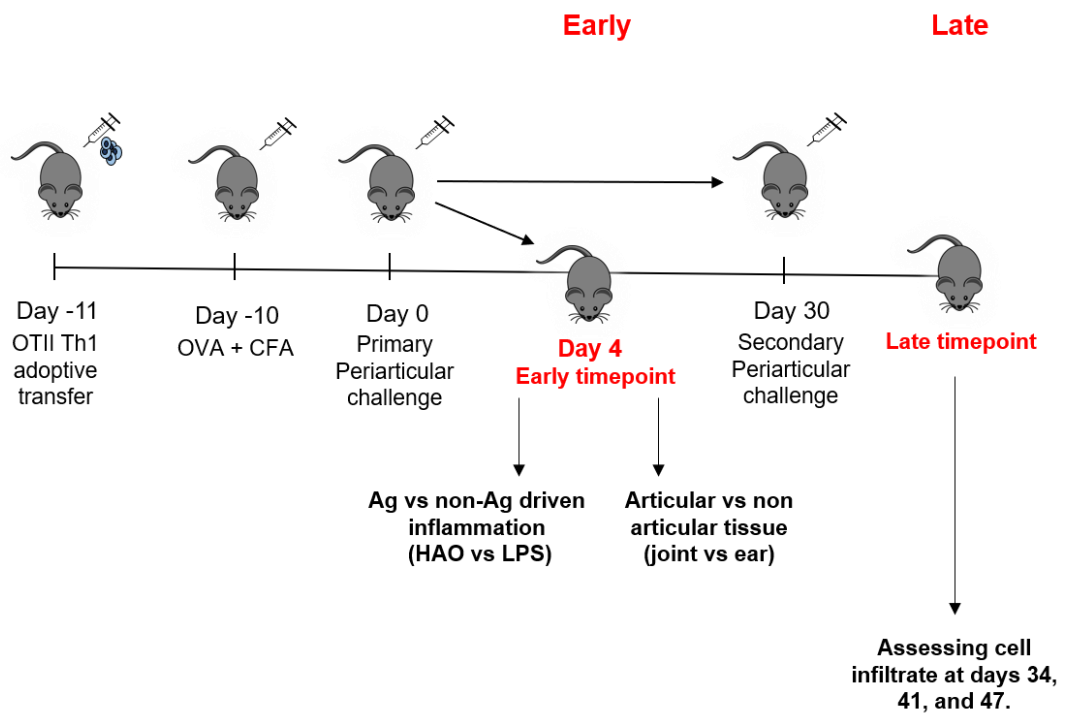 Early
Late
Day -11
OTII Th1
adoptive
transfer
Day -10
OVA + CFA
Day 0
Primary
Periarticular
challenge
Day 4
Early timepoint
Day 30
Secondary
Periarticular
challenge
Late timepoint
Ag vs non-Ag driven
inflammation
(HAO vs LPS)
Articular vs non
articular tissue
(joint vs ear)
Assessing cell
infiltrate at days 34,
41, and 47.